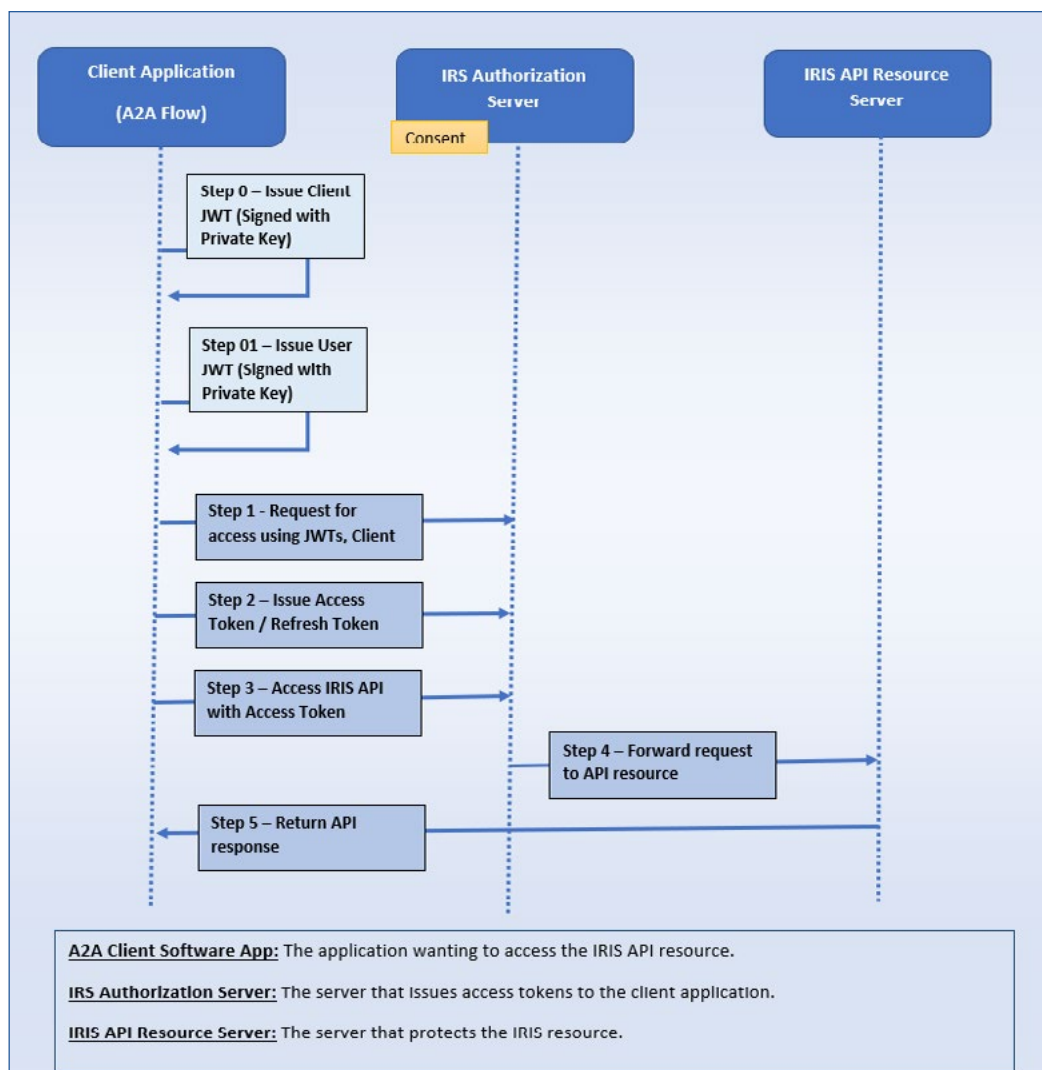 Client Application
(A2A Flow)
IRS Authorization
Server
Consent
IRIS API Resource
Server
Step 0 – Issue Client
JWT (Signed with
Private Key)
Step 01 – Issue User
JWT (Signed with
Private Key)
Step 1 - Request for
access using JWTs, Client
Step 2 – Issue Access
Token / Refresh Token
Step 3 – Access IRIS API
with Access Token
Step 4 – Forward request
to API resource
Step 5 – Return API
response
A2A Client Software App: The application wanting to access the IRIS API resource.
IRS Authorization Server: The server that issues access tokens to the client application.
IRIS API Resource Server: The server that protects the IRIS resource.